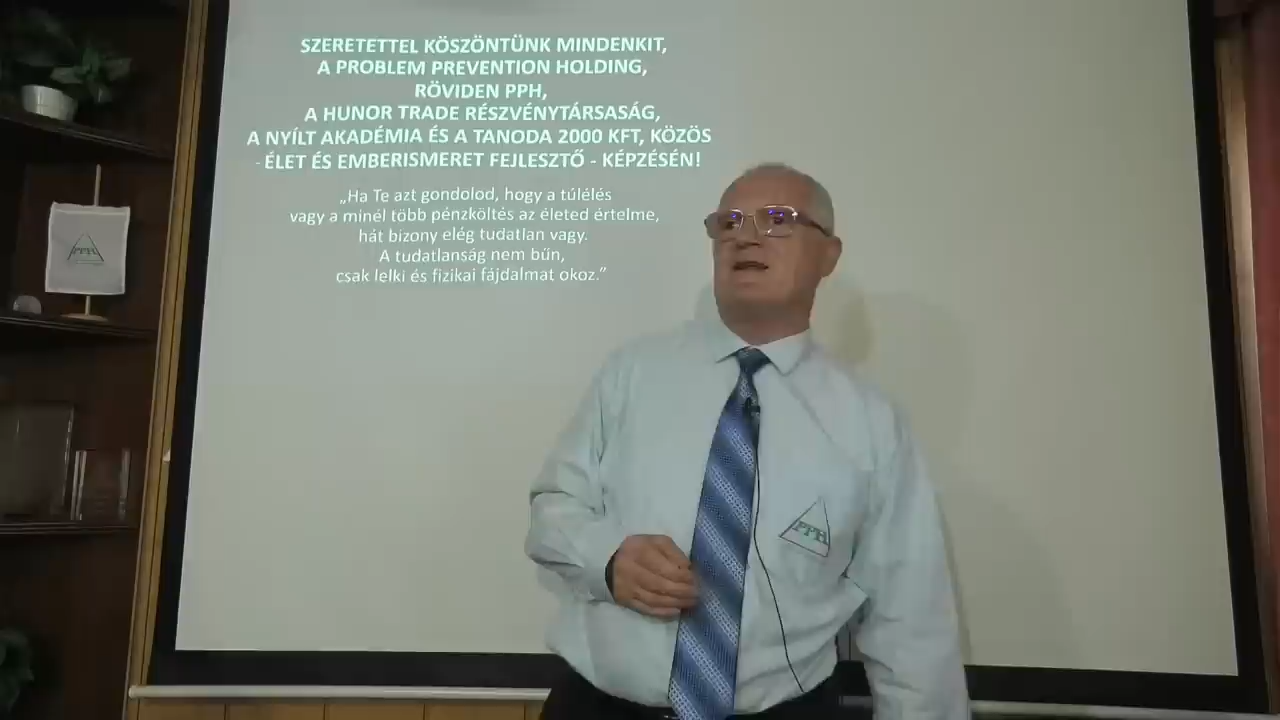 SZERETETTEL KÖSZÖNTÜNK MINDENKIT,
A PROBLEM PREVENTION HOLDING,
RÖVIDEN PPH,
A HUNOR TRADE RÉSZVÉNYTÁRSASÁG,
A NYÍLT AKADÉMIA ÉS A TANODA 2000 KFT, KÖZÖS
- ÉLET ÉS EMBERISMERET FEJLESZTŐ - KÉPZÉSÉN!
„Ha Te azt gondolod, hogy a túlélés
vagy a minél több pénzköltés az életed értelme,
hát bizony elég tudatlan vagy.
A tudatlanság nem bűn,
csak lelki és fizikai fájdalmat okoz.”
PPH
PPH